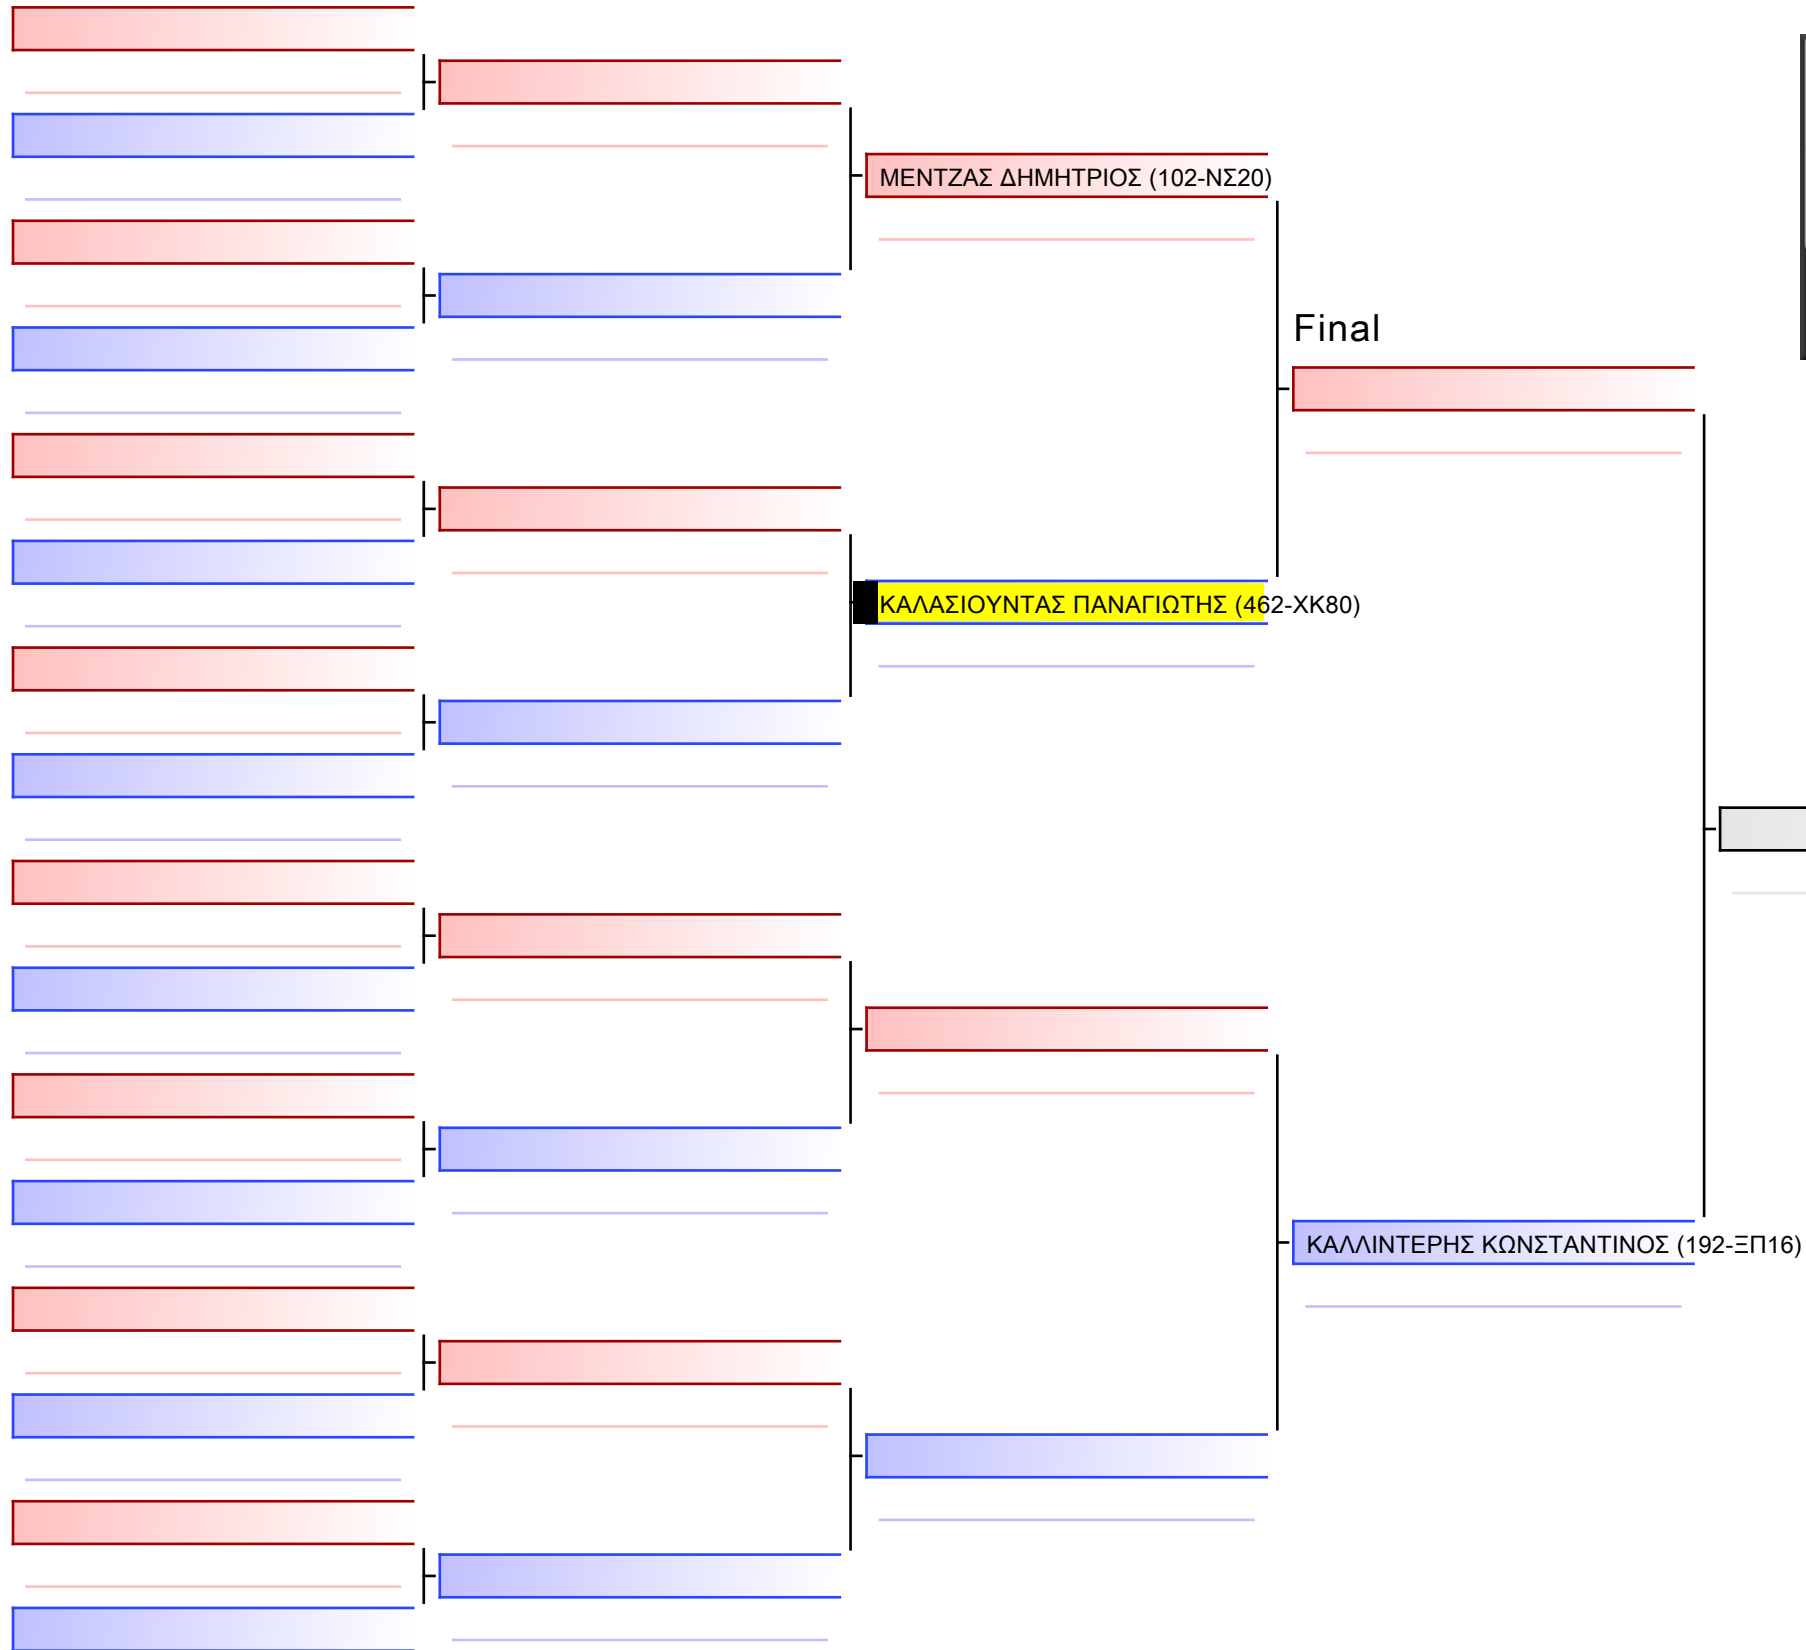 ΜΕΝΤΖΑΣ ΔΗΜΗΤΡΙΟΣ (102-ΝΣ20)
Final
ΚΑΛΑΣΙΟΥΝΤΑΣ ΠΑΝΑΓΙΩΤΗΣ (462-ΧΚ80)
ΚΑΛΛΙΝΤΕΡΗΣ ΚΩΝΣΤΑΝΤΙΝΟΣ (192-ΞΠ16)